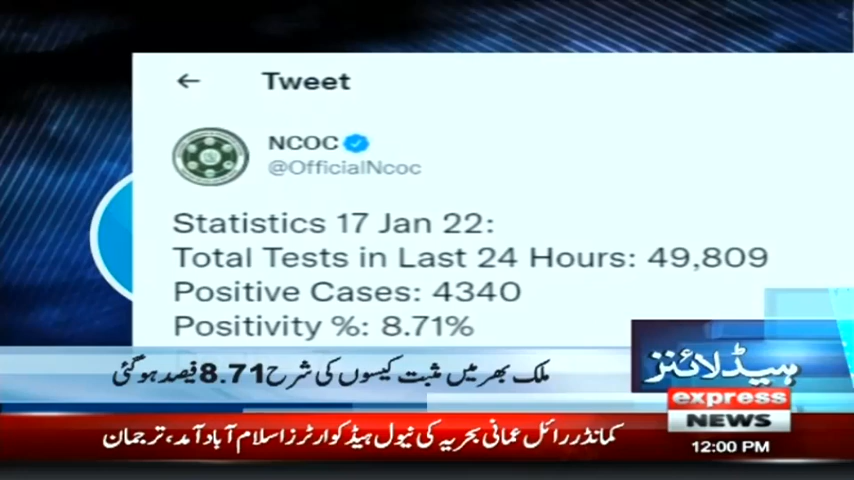 Tweet
NCOC
@OfficialNcoc
Statistics 17 Jan 22:
Total Tests in Last 24 Hours: 49,809
Positive Cases: 4340
Positivity %: 8.71%
ملک بھر میں مثبت کیسوں کی شرح 8.71 فیصد ہوگئی
ہیڈلائنز
express
NEWS
کمانڈر رائل عمانی بحریہ کی نیول ہیڈ کوارٹرز اسلام آباد آمد، ترجمان
12:00 PM